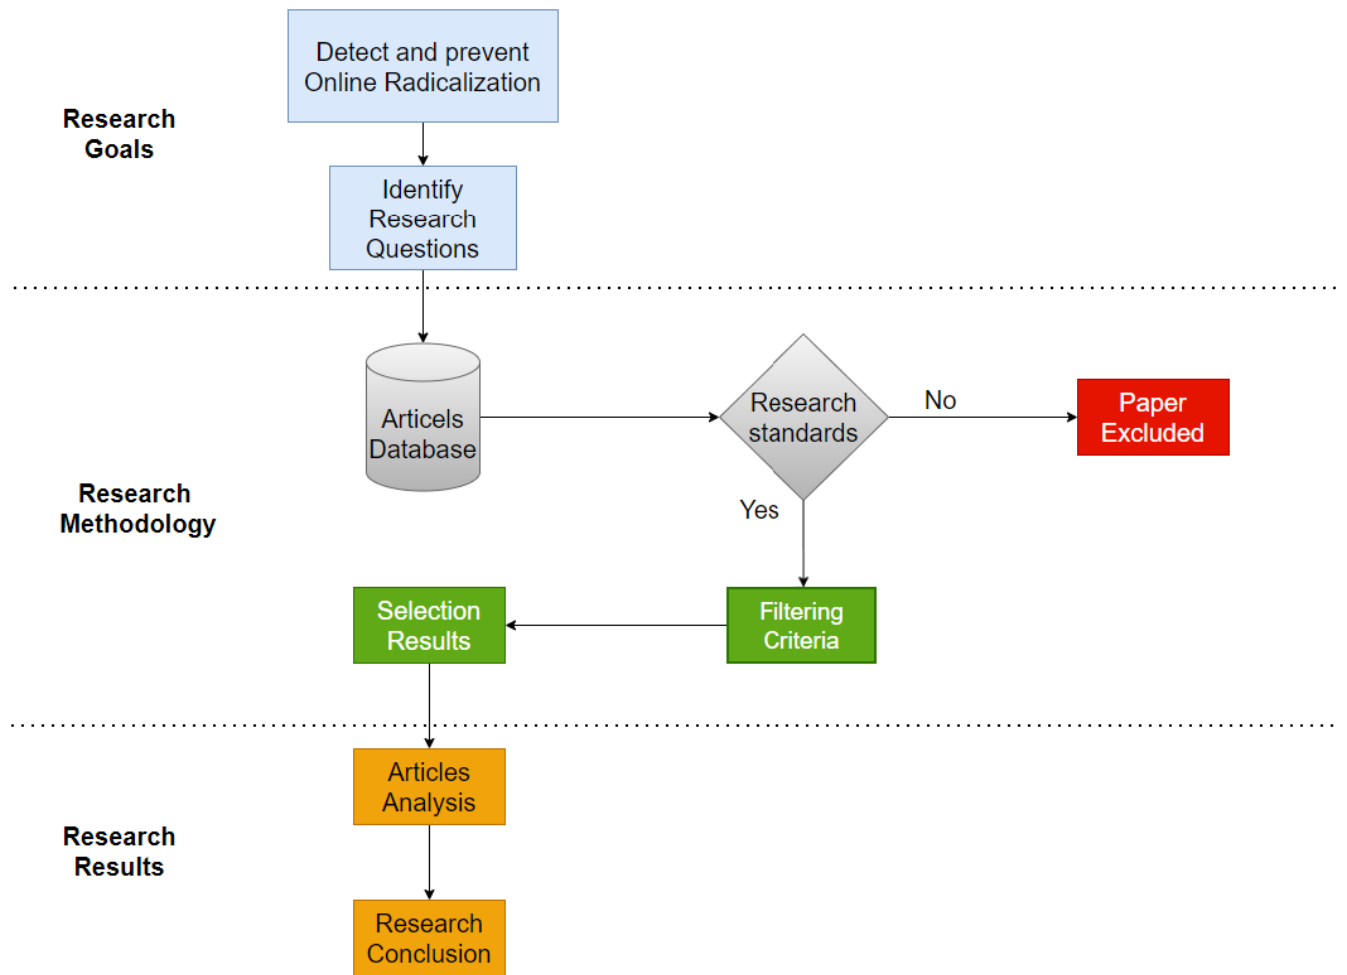 Detect and prevent
Online Radicalization
Research
Goals
Identify
Research
Questions
Articels
Database
Research
standards
No
Paper
Excluded
Research
Methodology
Yes
Selection
Results
Filtering
Criteria
Articles
Analysis
Research
Results
Research
Conclusion